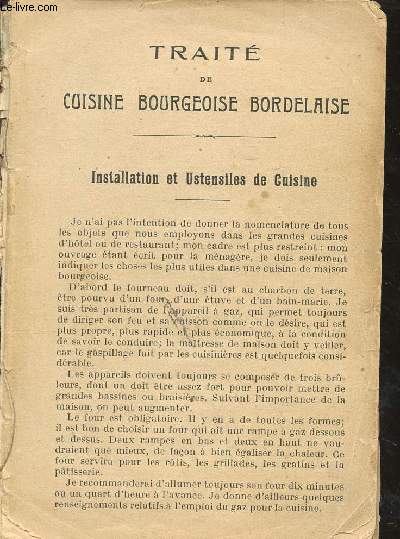 Le-livre.com
TRAITÉ
DE
CUISINE BOURGEOISE BORDELAISE
Installation et Ustensiles de Cuisine
Je n'ai pas l'intention de donner la nomenclature de tous
les objets que nous employons dans les grandes cuisines
d'hôtel ou de restaurant; mon cadre est plus restreint : mon
ouvrage étant écrit pour la ménagère, je dois seulement
indiquer les choses les plus utiles dans une cuisine de maison
bourgeoise.
D'abord le fourneau doit, s'il est au charbon de terre,
être pourvu d'un four, d'une étuve et d'un bain-marie. Je
suis très partisan de l'appareil à gaz, qui permet toujours
de diriger son feu et sa cuisson comme on le désire, qui est
plus propre, plus rapide et plus économique, à la condition
de savoir le conduire; la maîtresse de maison doit y veiller,
car le gaspillage fait par les cuisinières est quelquefois consi-
dérable.
Les appareils doivent toujours se composer de trois brû-
leurs, dont un doit être assez fort pour pouvoir mettre de
grandes bassines ou braisières. Suivant l'importance de la
maison, on peut augmenter.
Le four est obligatoire. Il y en a de toutes les formes;
il est bon de choisir un four qui ait une rampe à gaz dessous
et dessus. Deux rampes en bas et deux en haut ne vou-
draient que mieux, de façon à bien égaliser la chaleur. Ce
four servira pour les rôtis, les grillades, les gratins et la
pâtisserie.
Je recommanderai d'allumer toujours son four dix minutes
ou un quart d'heure à l'avance. Je donne d'ailleurs quelques
renseignements relatifs à l'emploi du gaz pour la cuisine.